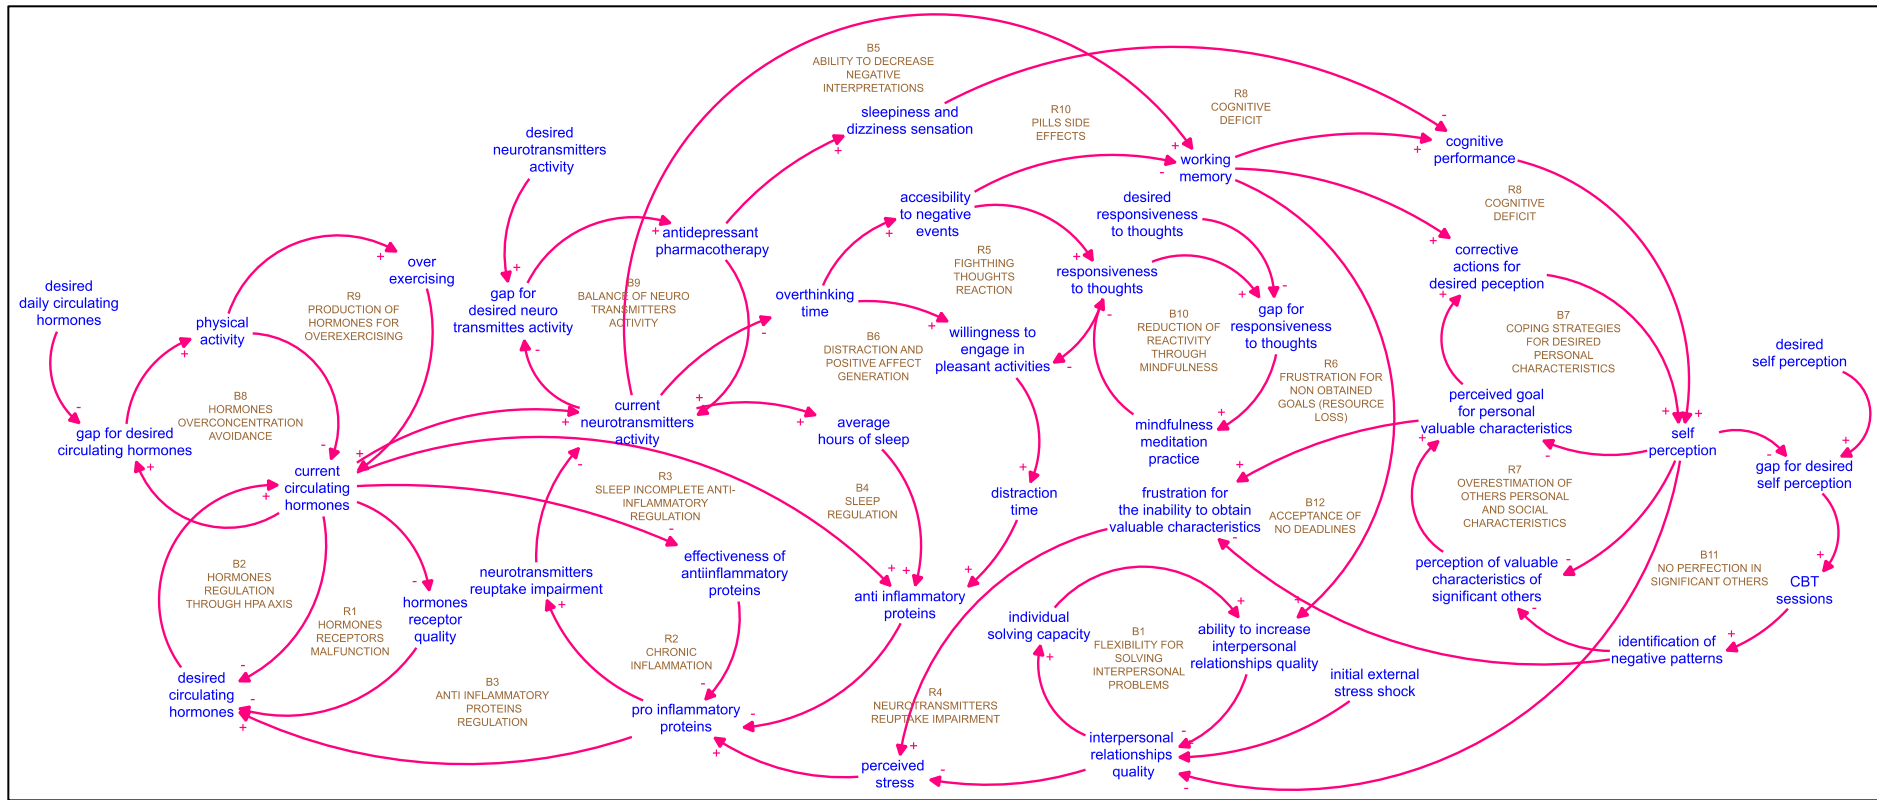 B5
ABILITY TO DECREASE
NEGATIVE
INTERPRETATIONS
sleepiness and
dizziness sensation
R10
PILLS SIDE
EFFECTS
R8
COGNITIVE
DEFICIT
cognitive
performance
desired
neurotransmitters
activity
working
memory
accesibility
to negative
events
desired
responsiveness
to thoughts
R8
COGNITIVE
DEFICIT
antidepressant
pharmacotherapy
over
exercising
R5
FIGHTHING
THOUGHTS
REACTION
responsiveness
to thoughts
corrective
actions for
desired peception
desired
daily circulating
hormones
R9
PRODUCTION OF
HORMONES FOR
OVEREXERCISING
physical
activity
gap for
desired neuro
transmittes activity
B9
BALANCE OF NEURO
TRANSMITTERS
ACTIVITY
overthinking
time
willingness to
engage in
pleasant activities
B10
REDUCTION OF
REACTIVITY
THROUGH
MINDFULNESS
gap for
responsiveness
to thoughts
B7
COPING STRATEGIES
FOR DESIRED
PERSONAL
CHARACTERISTICS
desired
self perception
B6
DISTRACTION AND
POSITIVE AFFECT
GENERATION
R6
FRUSTRATION FOR
NON OBTAINED
GOALS (RESOURCE
LOSS)
B8
HORMONES
OVERCONCENTRATION
AVOIDANCE
gap for desired
circulating hormones
current
neurotransmitters
activity
average
hours of sleep
mindfulness
meditation
practice
perceived goal
for personal
valuable characteristics
self
perception
gap for desired
self perception
current
circulating
hormones
R3
SLEEP INCOMPLETE ANTI-
INFLAMMATORY
REGULATION
B4
SLEEP
REGULATION
distraction
time
frustration for
the inability to obtain
valuable characteristics
B12
ACCEPTANCE OF
NO DEADLINES
R7
OVERESTIMATION OF
OTHERS PERSONAL
AND SOCIAL
CHARACTERISTICS
B2
HORMONES
REGULATION
THROUGH HPA AXIS
R1
HORMONES
RECEPTORS
MALFUNCTION
hormones
receptor
quality
neurotransmitters
reuptake impairment
effectiveness of
antiinflammatory
proteins
anti inflammatory
proteins
perception of valuable
characteristics of
significant others
B11
NO PERFECTION IN
SIGNIFICANT OTHERS
CBT
sessions
individual
solving capacity
ability to increase
interpersonal
relationships quality
identification of
negative patterns
R2
CHRONIC
INFLAMMATION
B1
FLEXIBILITY FOR
SOLVING
INTERPERSONAL
PROBLEMS
initial external
stress shock
desired
circulating
hormones
B3
ANTI INFLAMMATORY
PROTEINS
REGULATION
pro inflammatory
proteins
R4
NEUROTRANSMITTERS
REUPTAKE IMPAIRMENT
interpersonal
relationships
quality
perceived
stress